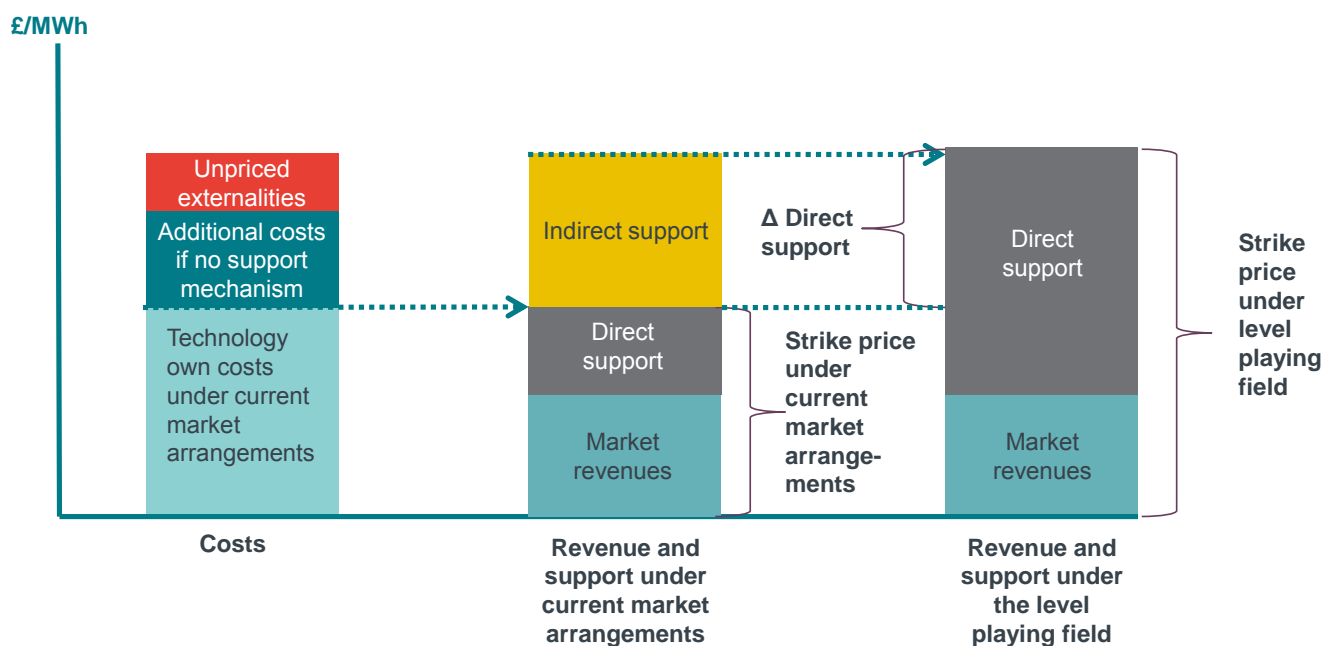 £/MWh
Unpriced
externalities
Additional costs
if no support
mechanism
Technology
own costs
under current
market
arrangements
Indirect support
Direct
support
Market
revenues
Δ Direct
support
Strike price
under
current
market
arrange-
ments
Direct
support
Market
revenues
Strike
price
under
level
playing
field
Costs
Revenue and
support under
current market
arrangements
Revenue and
support under
the level
playing field